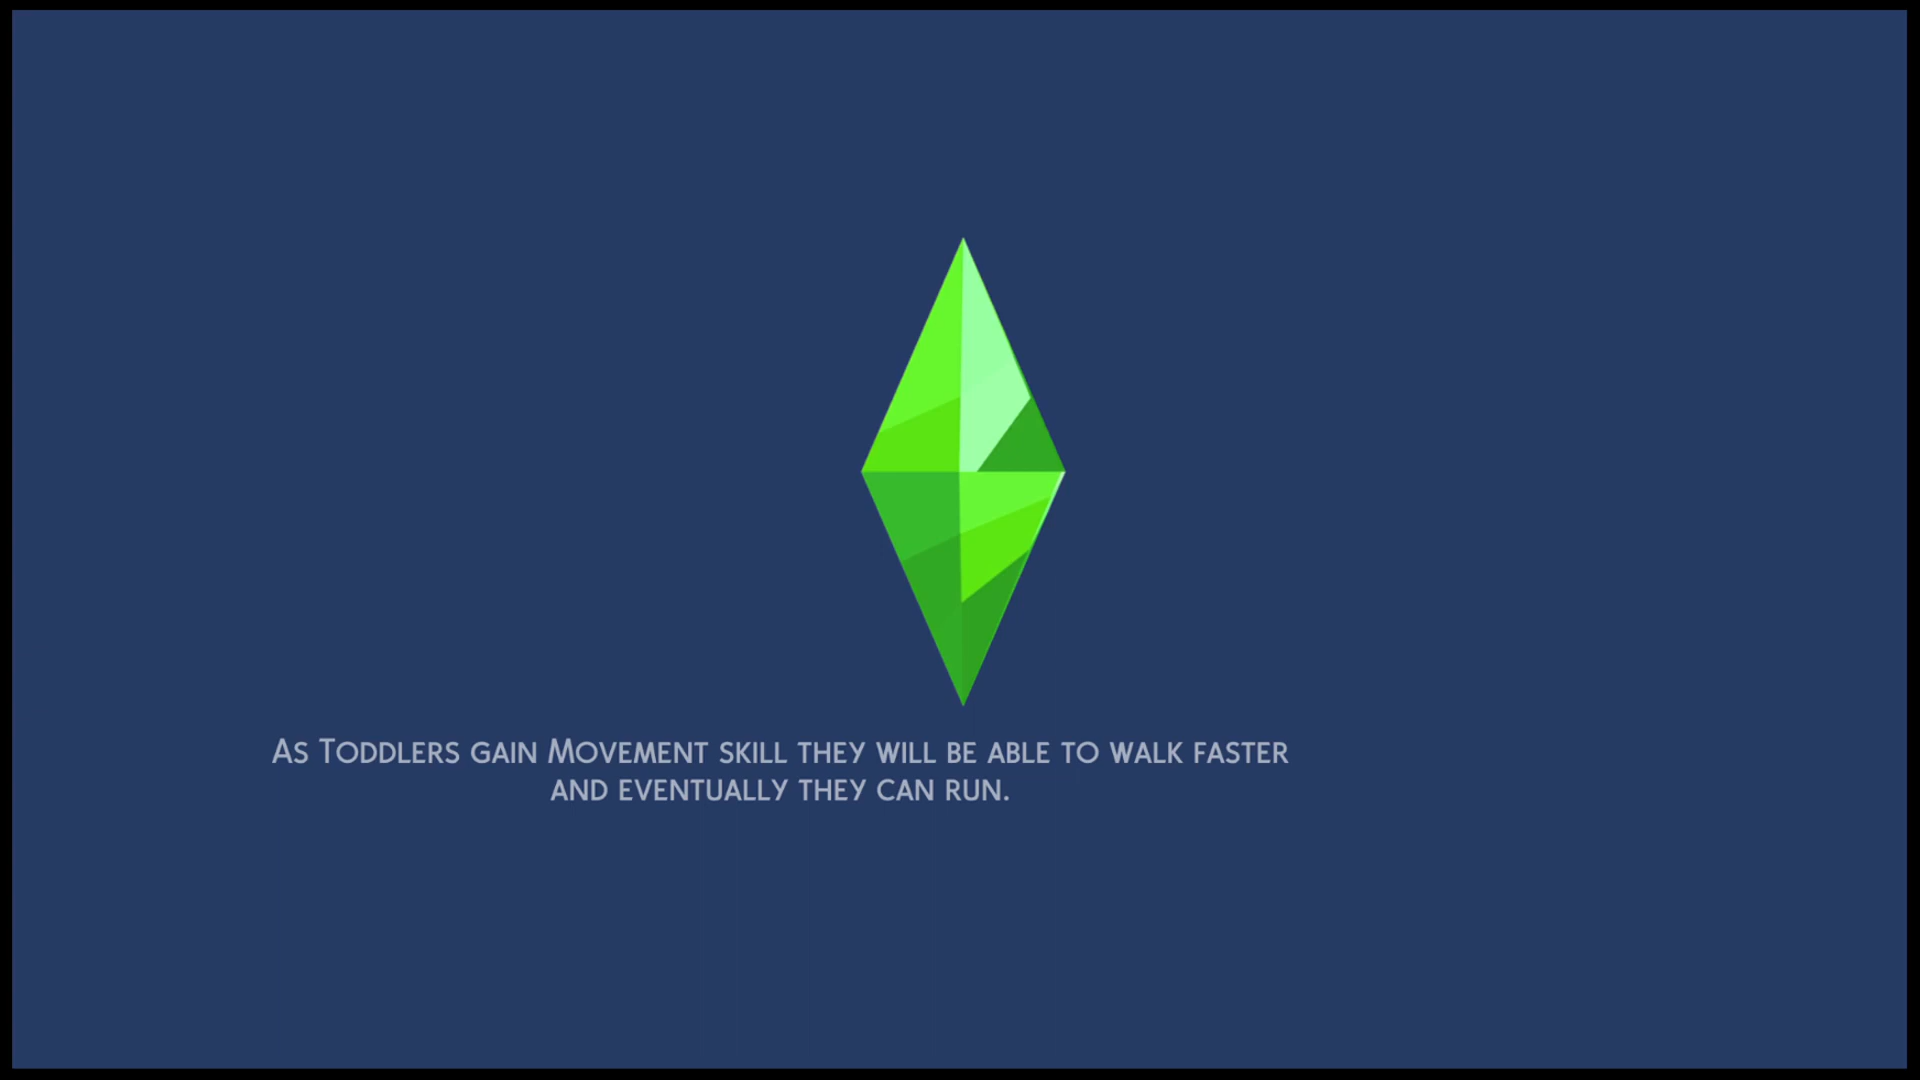 As Toddlers gain Movement skill they will be able to walk faster
and eventually they can run.